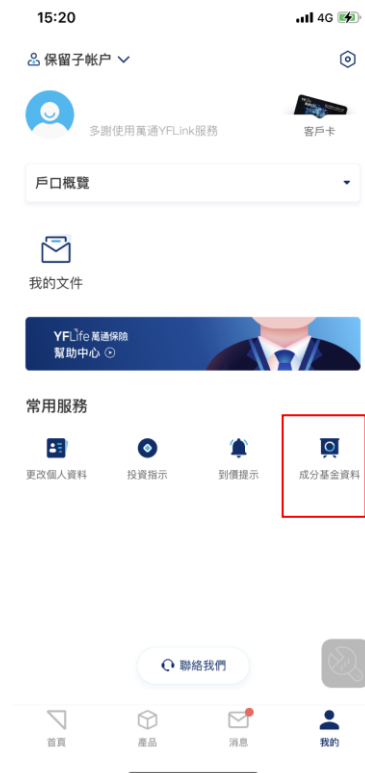 15:20
4G
保留子帐户
多謝使用萬通YFLink服務
客戶卡
戶口概覽
我的文件
YFLife 萬通保險
幫助中心
常用服務
更改個人資料
投資指示
到價提示
成分基金資料
聯絡我們
首頁
產品
消息
我的